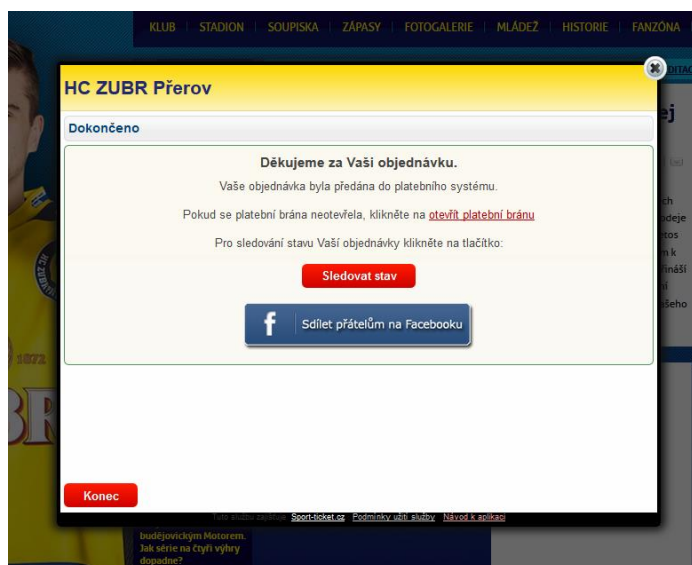 KLUB STADION SOUPISKA ZÁPASY FOTOGALERIE MLÁDEŽ HISTORIE FANZÓNA
HC ZUBR Přerov
ej
Dokončeno
Děkujeme za Vaši objednávku.
Vaše objednávka byla předána do platebního systému.
Pokud se platební brána neotevřela, klikněte na otevřít platební bránu
Pro sledování stavu Vaší objednávky klikněte na tlačítko:
Sledovat stav
Sdílet přátelům na Facebooku
1872
BR
Konec
Tuto službu zajišťuje Sport-ticket.cz Podmínky užití služby Návod k aplikaci
budějovickým Motorem.
Jak série na čtyři výhry
dopadne?